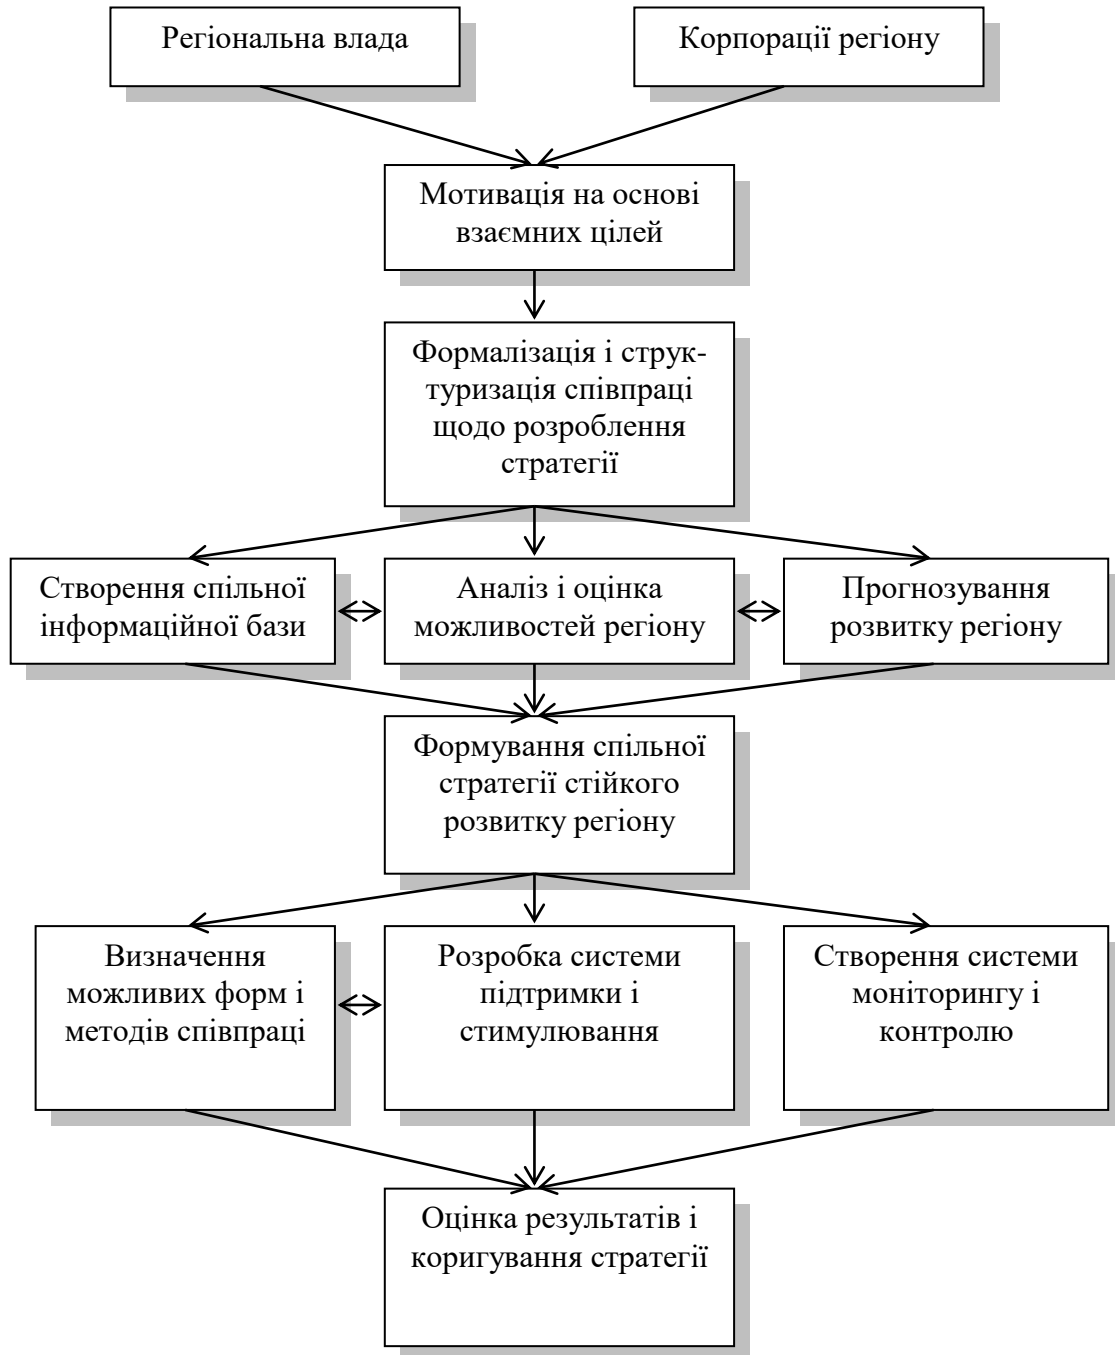 Регіональна влада
Корпорації регіону
Мотивація на основі
взаємних цілей
Формалізація і струк-
туризація співпраці
щодо розроблення
стратегії
Створення спільної
інформаційної бази
Аналіз і оцінка
можливостей регіону
Прогнозування
розвитку регіону
Формування спільної
стратегії стійкого
розвитку регіону
Визначення
можливих форм і
методів співпраці
Розробка системи
підтримки і
стимулювання
Створення системи
моніторингу і
контролю
Оцінка результатів і
коригування стратегії